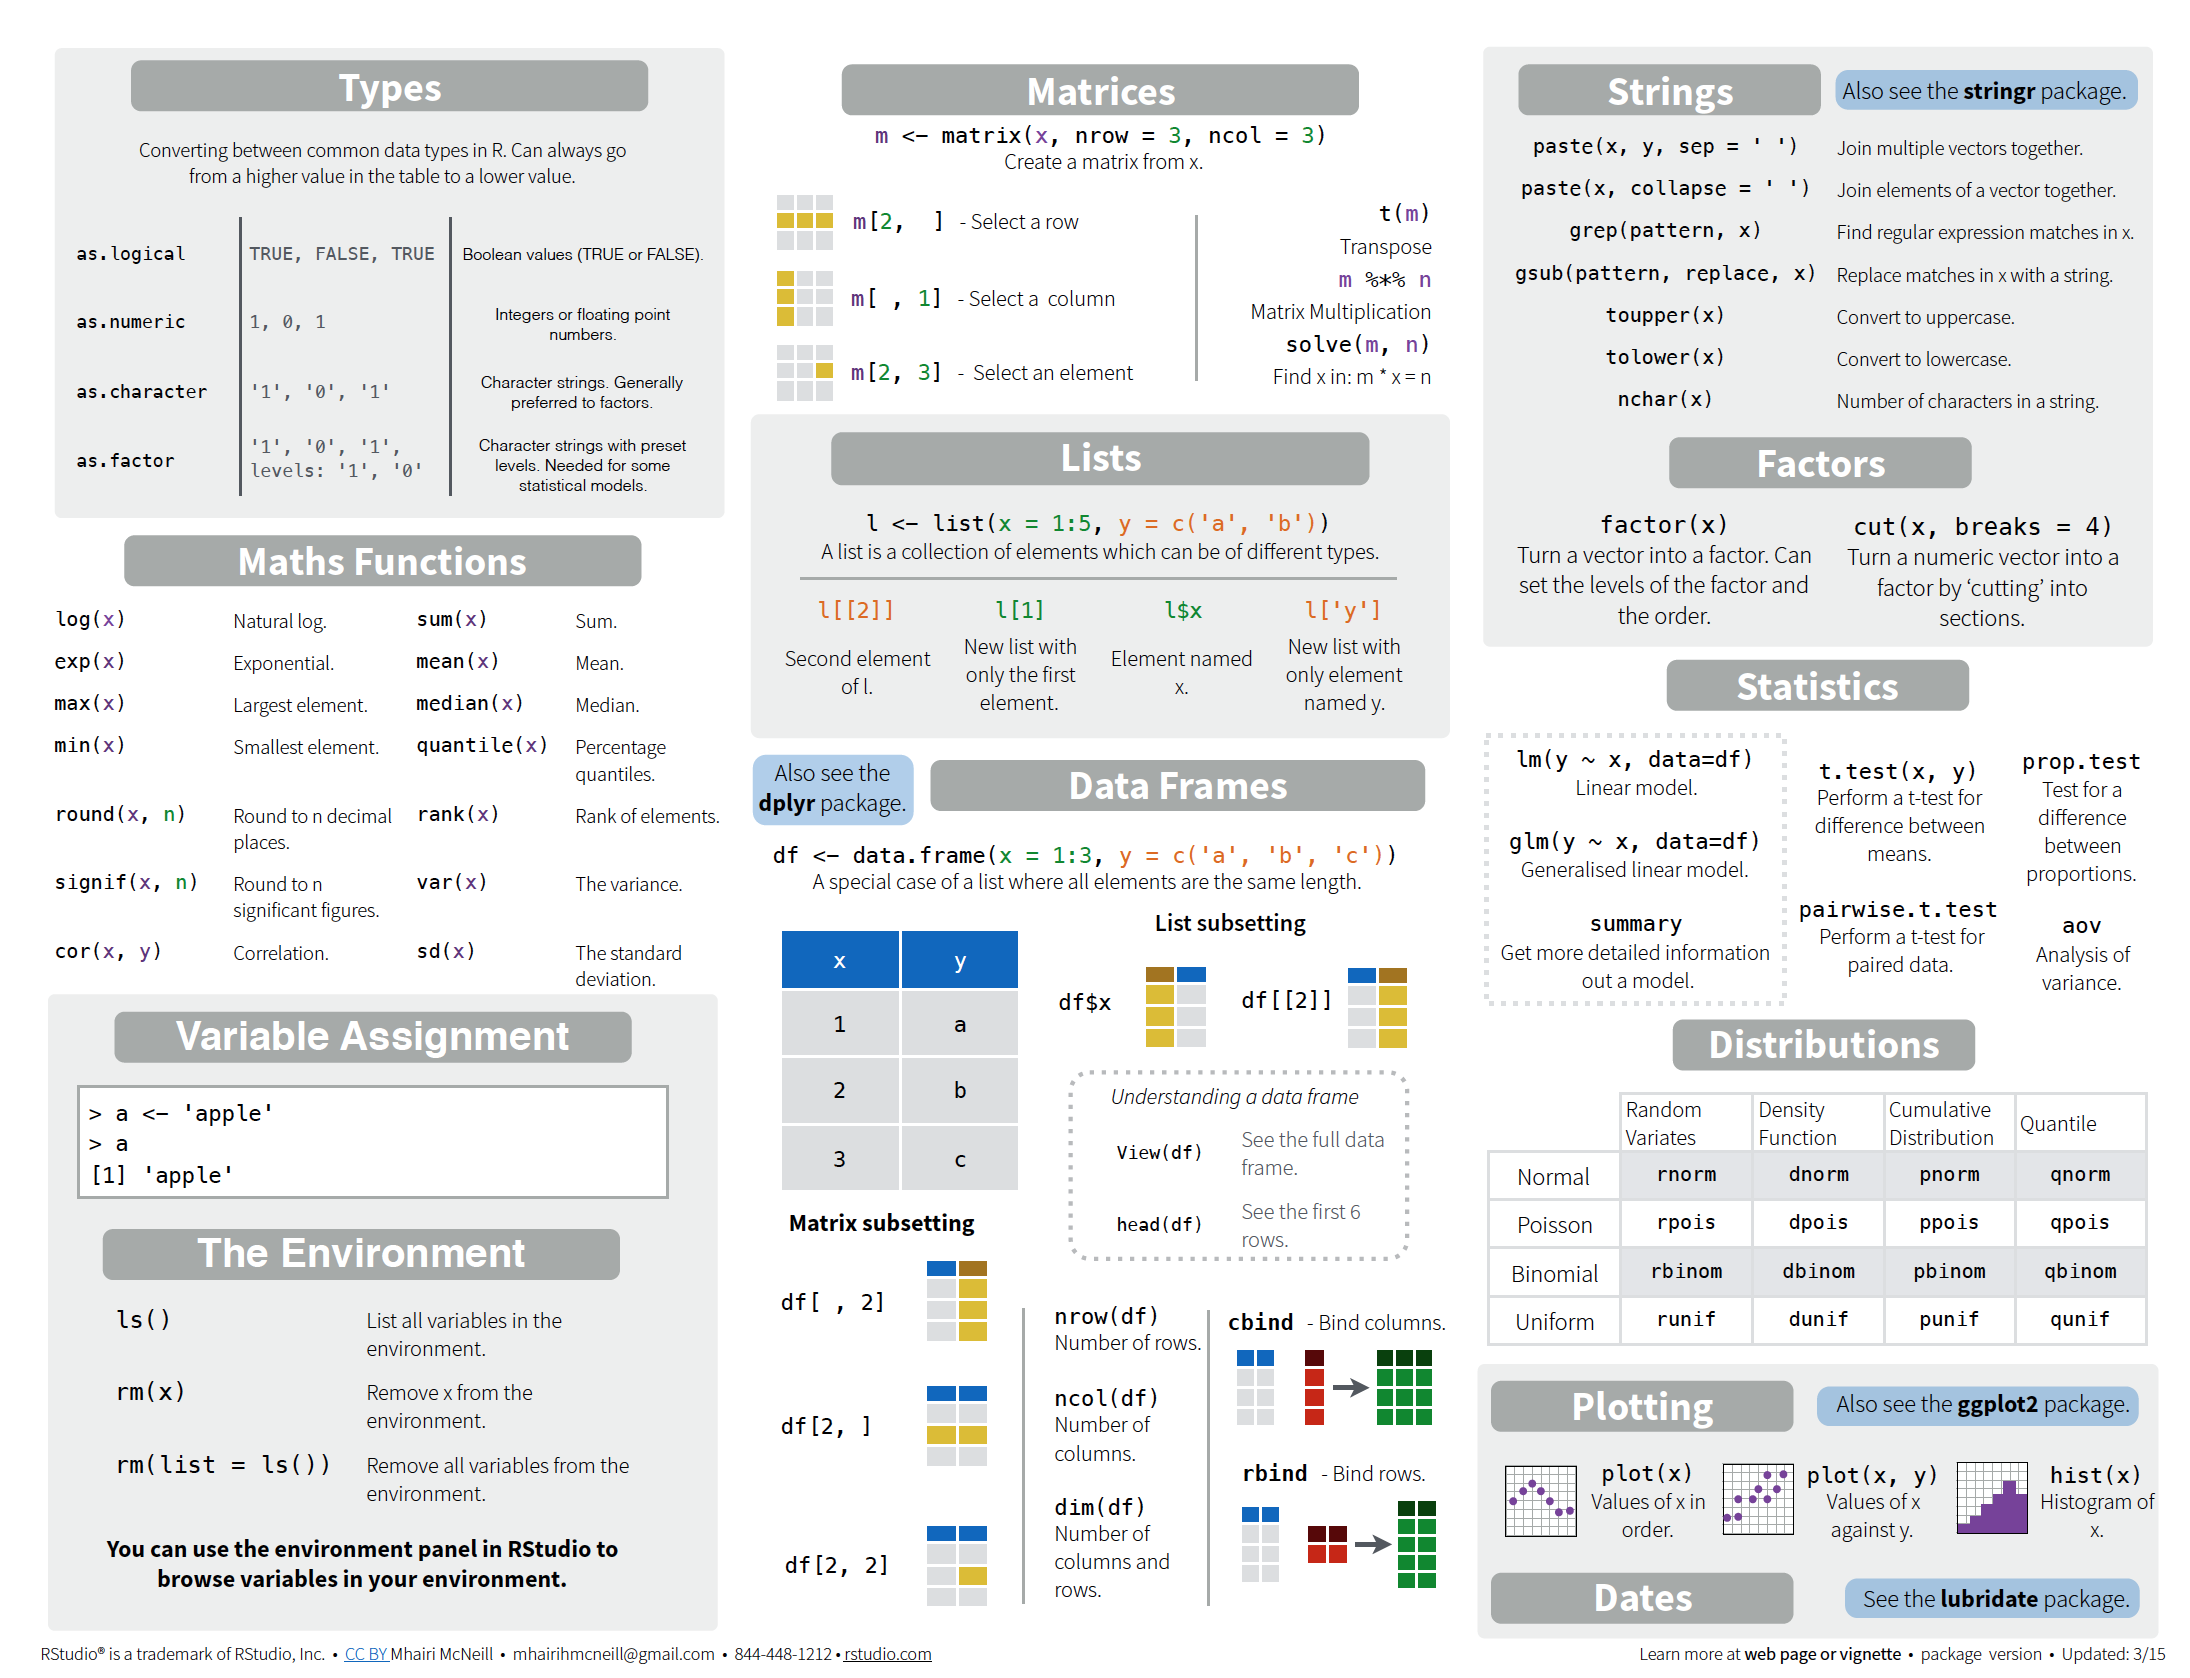 Types
Converting between common data types in R. Can always go
from a higher value in the table to a lower value.
as.logical TRUE, FALSE, TRUE Boolean values (TRUE or FALSE).
as.numeric 1, 0, 1 Integers or floating point
numbers.
as.character '1', '0', '1' Character strings. Generally
preferred to factors.
as.factor '1', '0', '1',
levels: '1', '0'
Character strings with preset
levels. Needed for some
statistical models.
Maths Functions
log(x) Natural log. sum(x) Sum.
exp(x) Exponential. mean(x) Mean.
max(x) Largest element. median(x) Median.
min(x) Smallest element. quantile(x) Percentage
quantiles.
round(x, n) Round to n decimal
places.
rank(x) Rank of elements.
signif(x, n) Round to n
significant figures.
var(x) The variance.
cor(x, y) Correlation. sd(x) The standard
deviation.
Variable Assignment
> a <- 'apple'
> a
[1] 'apple'
The Environment
ls() List all variables in the
environment.
rm(x) Remove x from the
environment.
rm(list = ls()) Remove all variables from the
environment.
You can use the environment panel in RStudio to
browse variables in your environment.
Matrices
m <- matrix(x, nrow = 3, ncol = 3)
Create a matrix from x.
m[2, ] - Select a row
m[ , 1] - Select a column
m[2, 3] - Select an element
t(m)
Transpose
m %*% n
Matrix Multiplication
solve(m, n)
Find x in: m * x = n
Lists
l <- list(x = 1:5, y = c('a', 'b'))
A list is a collection of elements which can be of different types.
l[[2]] l[1] l$x l['y']
Second element
of l.
New list with
only the first
element.
Element named
x.
New list with
only element
named y.
Also see the
dplyr package.
Data Frames
df <- data.frame(x = 1:3, y = c('a', 'b', 'c'))
A special case of a list where all elements are the same length.
x y
1 a
2 b
3 c
List subsetting
df$x df[[2]]
Understanding a data frame
View(df) See the full data
frame.
head(df) See the first 6
rows.
Matrix subsetting
df[ , 2]
df[2, ]
df[2, 2]
nrow(df)
Number of rows.
ncol(df)
Number of
columns.
dim(df)
Number of
columns and
rows.
cbind - Bind columns.
rbind - Bind rows.
Strings
Also see the stringr package.
paste(x, y, sep = ' ') Join multiple vectors together.
paste(x, collapse = ' ') Join elements of a vector together.
grep(pattern, x) Find regular expression matches in x.
gsub(pattern, replace, x) Replace matches in x with a string.
toupper(x) Convert to uppercase.
tolower(x) Convert to lowercase.
nchar(x) Number of characters in a string.
Factors
factor(x)
Turn a vector into a factor. Can
set the levels of the factor and
the order.
cut(x, breaks = 4)
Turn a numeric vector into a
factor by ‘cutting’ into
sections.
Statistics
lm(y ~ x, data=df)
Linear model.
glm(y ~ x, data=df)
Generalised linear model.
summary
Get more detailed information
out a model.
t.test(x, y)
Perform a t-test for
difference between
means.
pairwise.t.test
Perform a t-test for
paired data.
prop.test
Test for a
difference
between
proportions.
aov
Analysis of
variance.
Distributions
Random
Variates
Density
Function
Cumulative
Distribution
Quantile
Normal rnorm dnorm pnorm qnorm
Poisson rpois dpois ppois qpois
Binomial rbinom dbinom pbinom qbinom
Uniform runif dunif punif qunif
Plotting
Also see the ggplot2 package.
plot(x)
Values of x in
order.
plot(x, y)
Values of x
against y.
hist(x)
Histogram of
x.
Dates
See the lubridate package.
RStudio® is a trademark of RStudio, Inc. • CC BY Mhairi McNeill • mhairihmcneill@gmail.com • 844-448-1212 • rstudio.com
Learn more at web page or vignette • package version • Updated: 3/15